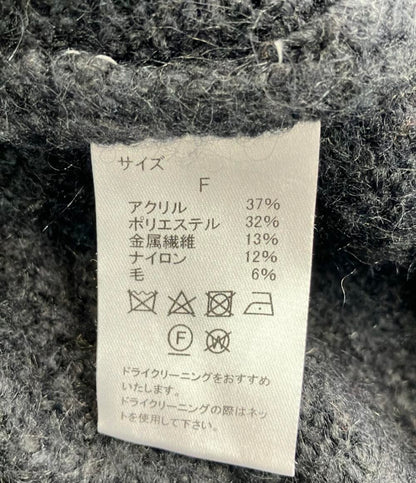 サイズ
F
アクリル 37%
ポリエステル 32%
金属繊維 13%
ナイロン 12%
毛 6%
F W
ドライクリーニングをおすすめ
いたします。
ドライクリーニングの際はネッ
トを使用して下さい。